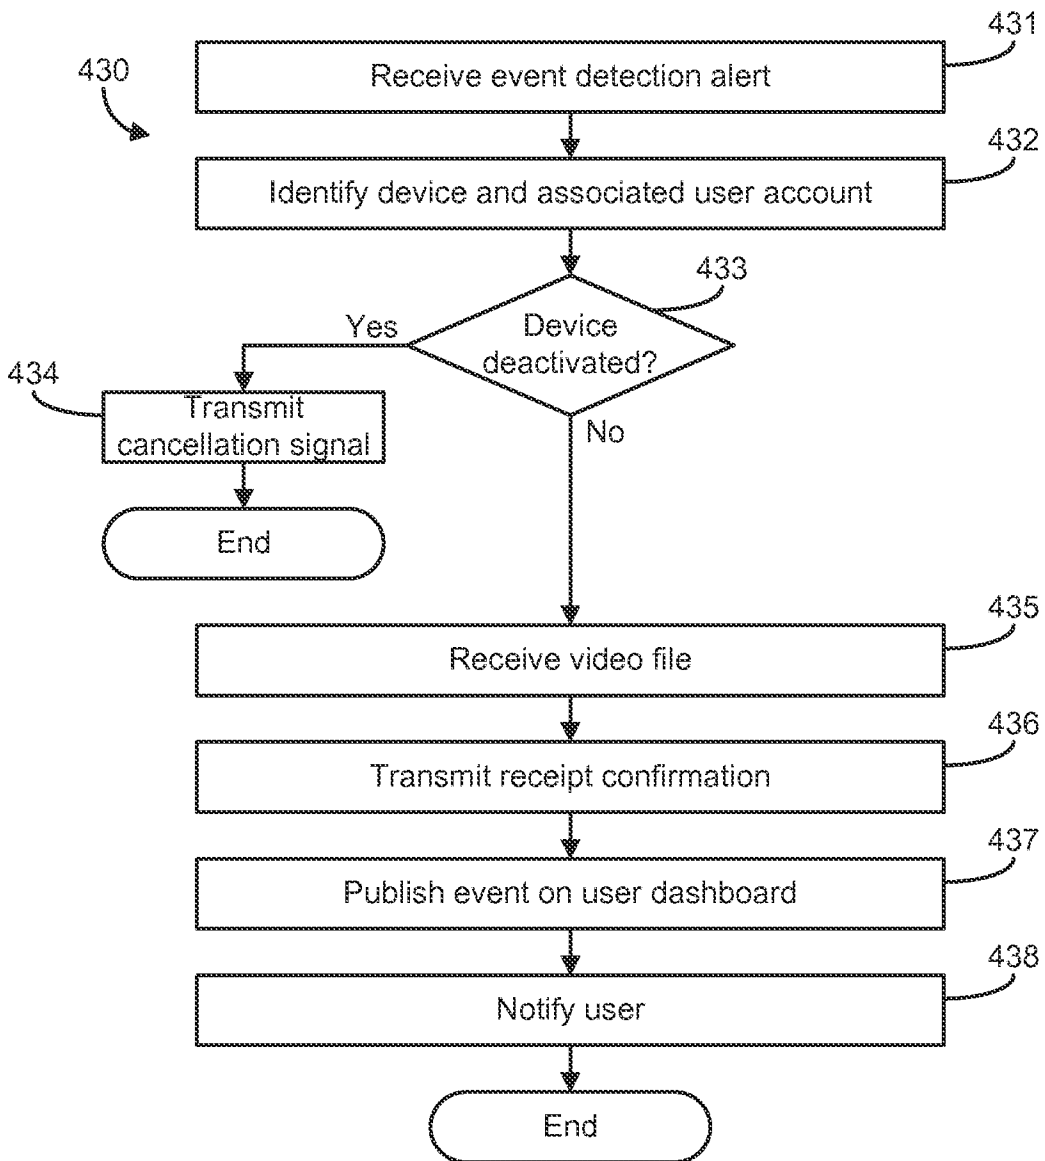 431
Receive event detection alert
430
432
Identify device and associated user account
433
Device
deactivated?
Yes
No
434
Transmit
cancellation signal
End
435
Receive video file
436
Transmit receipt confirmation
437
Publish event on user dashboard
438
Notify user
End